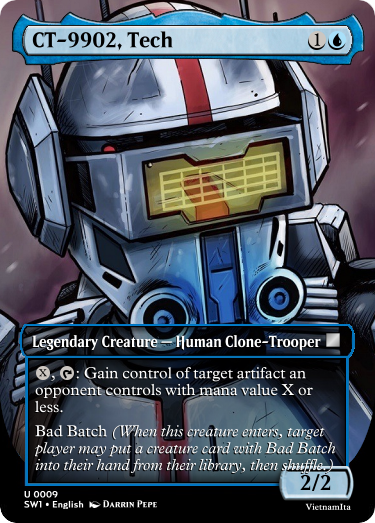 CT-9902, Tech 1
Legendary Creature — Human Clone-Trooper
X, T: Gain control of target artifact an
opponent controls with mana value X or
less.
Bad Batch (When this creature enters, target
player may put a creature card with Bad Batch
into their hand from their library, then shuffle.)
2/2
U 0009
SW1 • English Darrin Pepe
VietnamIta